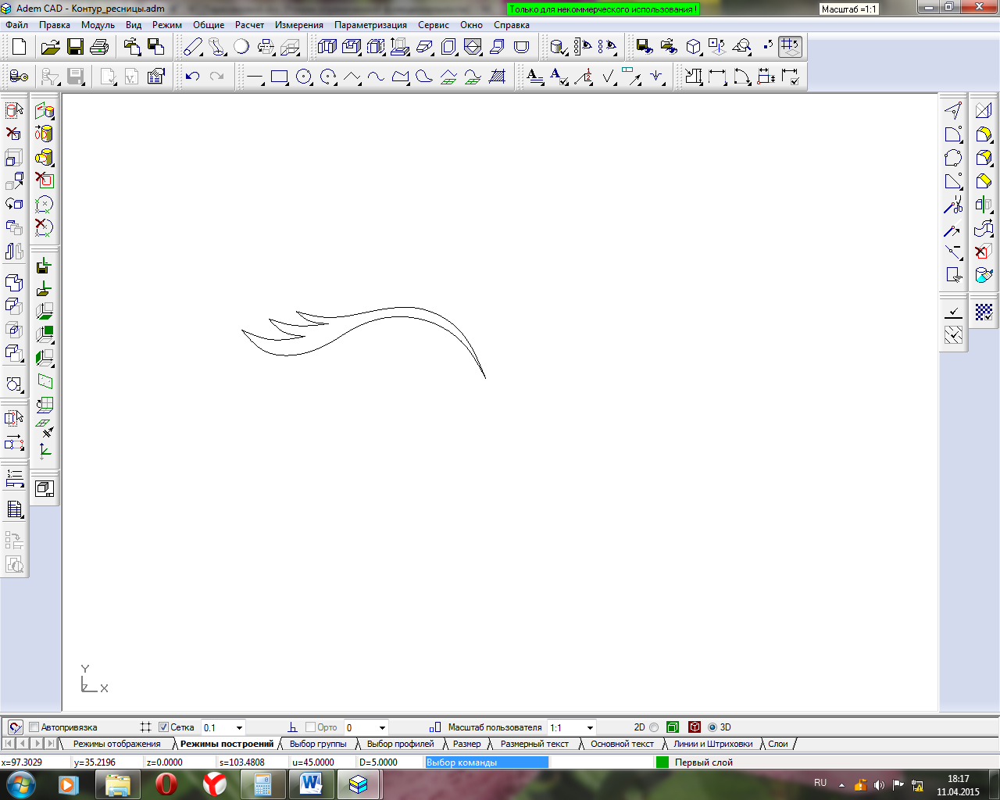 Adem CAD - Контур_ресницы.adm
Только для некоммерческого использования !
Масштаб =1:1
Файл Правка Модуль Вид Режим Общие Расчет Измерения Параметризация Сервис Окно Справка
Y
Z X
Автопривязка Сетка 0.1 Орто 0 Масштаб пользователя 1:1 2D 3D
Режимы отображения Режимы построений Выбор группы Выбор профилей Размер Размерный текст Основной текст Линии и Штриховки Слои
x=97.3029 y=35.2196 z=0.0000 s=103.4808 u=45.0000 D=5.0000 Выбор команды Первый слой
RU 18:17
11.04.2015